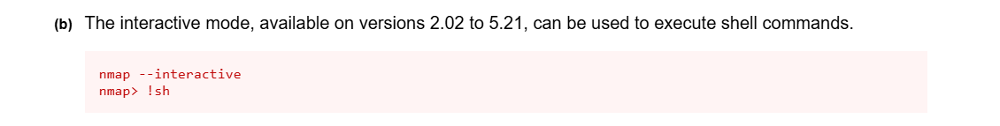 (b) The interactive mode, available on versions 2.02 to 5.21, can be used to execute shell commands.
nmap --interactive
nmap> !sh